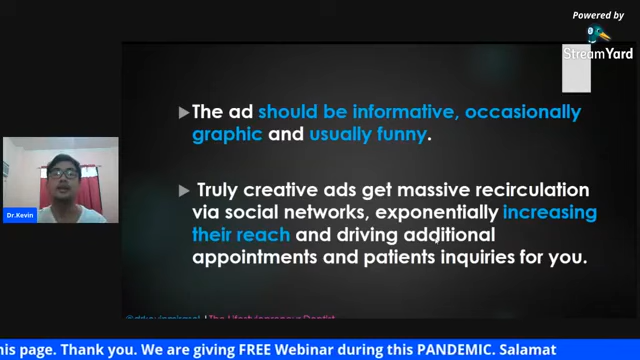 Powered by
StreamYard
The ad should be informative, occasionally
graphic and usually funny.
Truly creative ads get massive recirculation
via social networks, exponentially increasing
their reach and driving additional
appointments and patients inquiries for you.
Dr.Kevin
The Lifestylepreneur Dentist
his page. Thank you. We are giving FREE Webinar during this PANDEMIC. Salamat